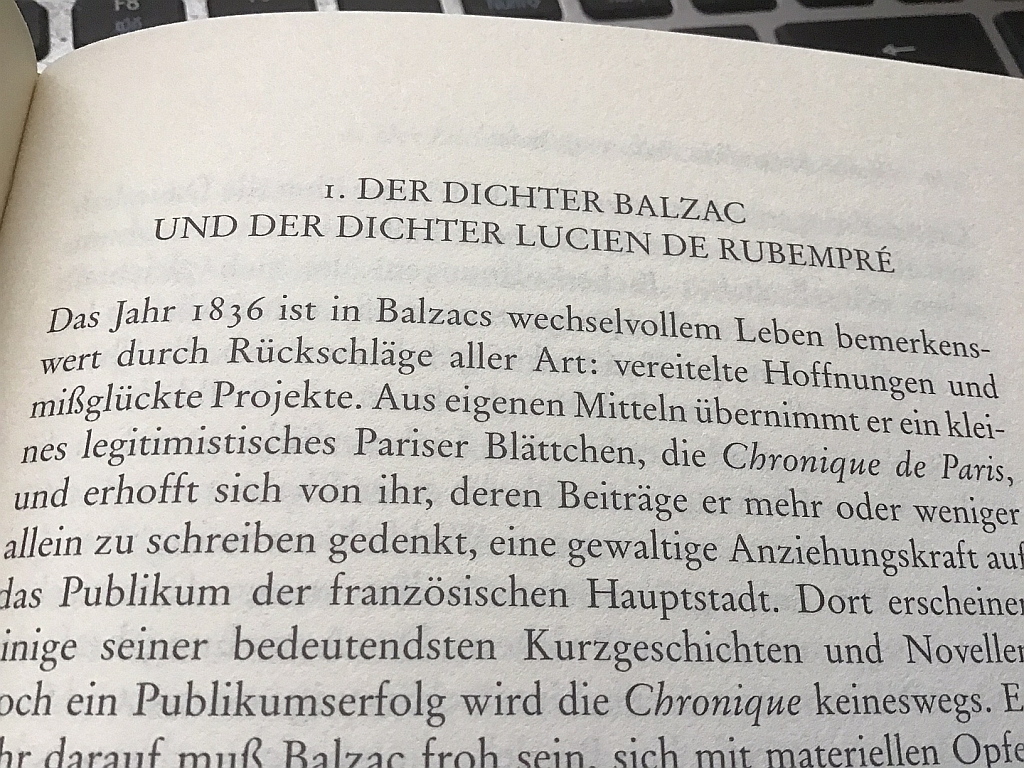 F8
1. DER DICHTER BALZAC
UND DER DICHTER LUCIEN DE RUBEMPRÉ
Das Jahr 1836 ist in Balzacs wechselvollem Leben bemerkens-
wert durch Rückschläge aller Art: vereitelte Hoffnungen und
mißglückte Projekte. Aus eigenen Mitteln übernimmt er ein klei-
nes legitimistisches Pariser Blättchen, die Chronique de Paris,
und erhofft sich von ihr, deren Beiträge er mehr oder weniger
allein zu schreiben gedenkt, eine gewaltige Anziehungskraft auf
das Publikum der französischen Hauptstadt. Dort erscheinen
inige seiner bedeutendsten Kurzgeschichten und Novellen
och ein Publikumserfolg wird die Chronique keineswegs. E
hr darauf muß Balzac froh sein, sich mit materiellen Opfe